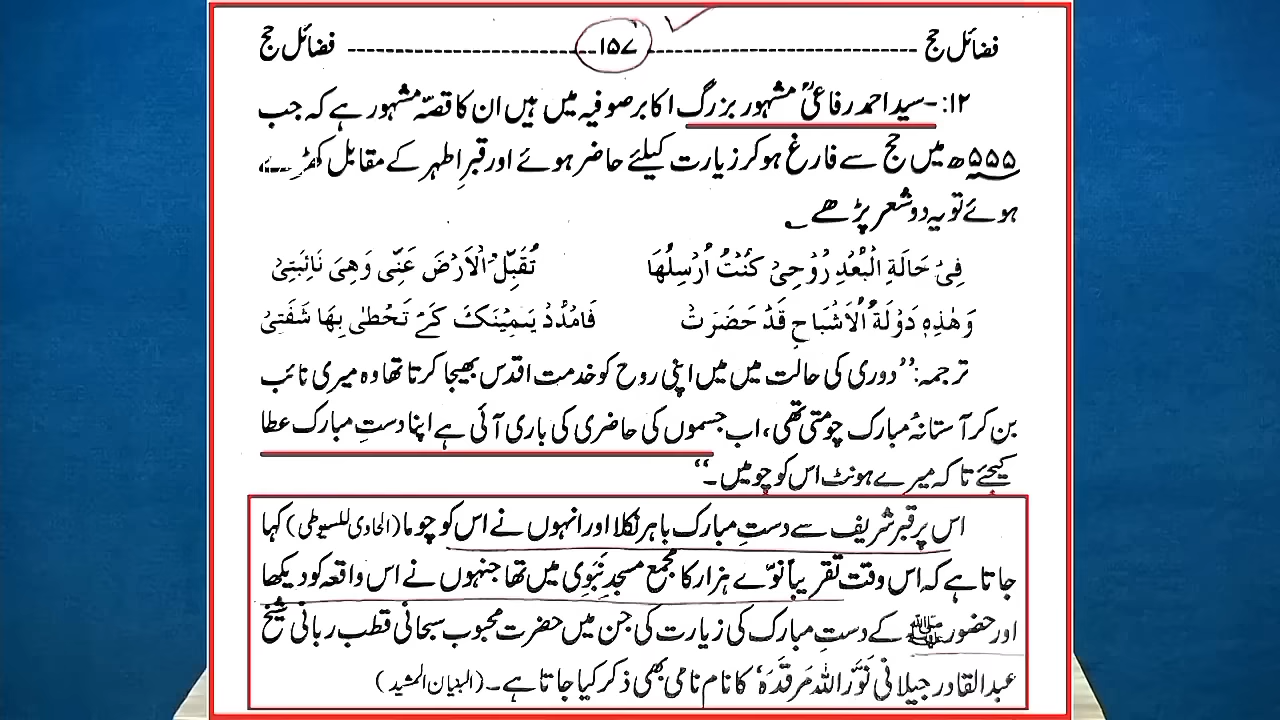 فضائل حج ---------- ۱۵۷ ---------- فضائل حج
۱۲: -سید احمد رفاعیؒ مشہور بزرگ اکابر صوفیہ میں ہیں ان کا قصّہ مشہور ہے کہ جب
۵۵۵ھ میں حج سے فارغ ہو کر زیارت کیلئے حاضر ہوئے اور قبرِ اطہر کے مقابل کھڑے
ہوئے تو یہ دو شعر پڑھے
فِیْ حَالَةِ الْبُعْدِ رُوْحِیْ کُنْتُ اُرْسِلُهَا تُقَبِّلُ الْاَرْضَ عَنِّی وَهِیَ نَائِبَتِیْ
وَهٰذِهٖ دَوْلَةُ الْاَشْبَاحِ قَدْ حَضَرَتْ فَامْدُدْ یَمِیْنَكَ کَےْ تَحْظٰی بِهَا شَفَتِیْ
ترجمہ: ”دوری کی حالت میں میں اپنی روح کو خدمت اقدس بھیجا کرتا تھا وہ میری نائب
بن کر آستانۂ مبارک چومتی تھی، اب جسموں کی حاضری کی باری آئی ہے اپنا دستِ مبارک عطا
کیجئے تا کہ میرے ہونٹ اس کو چومیں۔“
اس پر قبر شریف سے دستِ مبارک باہر نکلا اور انہوں نے اس کو چوما (الحاوی للسیوطی) کہا
جاتا ہے کہ اس وقت تقریباً نوّے ہزار کا مجمع مسجدِ نَبَوِی میں تھا جنہوں نے اس واقعہ کو دیکھا
اور حضور ﷺ کے دستِ مبارک کی زیارت کی جن میں حضرت محبوب سبحانی قطب ربانی شیخ
عبدالقادر جیلانی نَوَّرَ اللّٰہ مَرقَدَہٗ کا نام نامی بھی ذکر کیا جاتا ہے۔ (البنیان المشید)